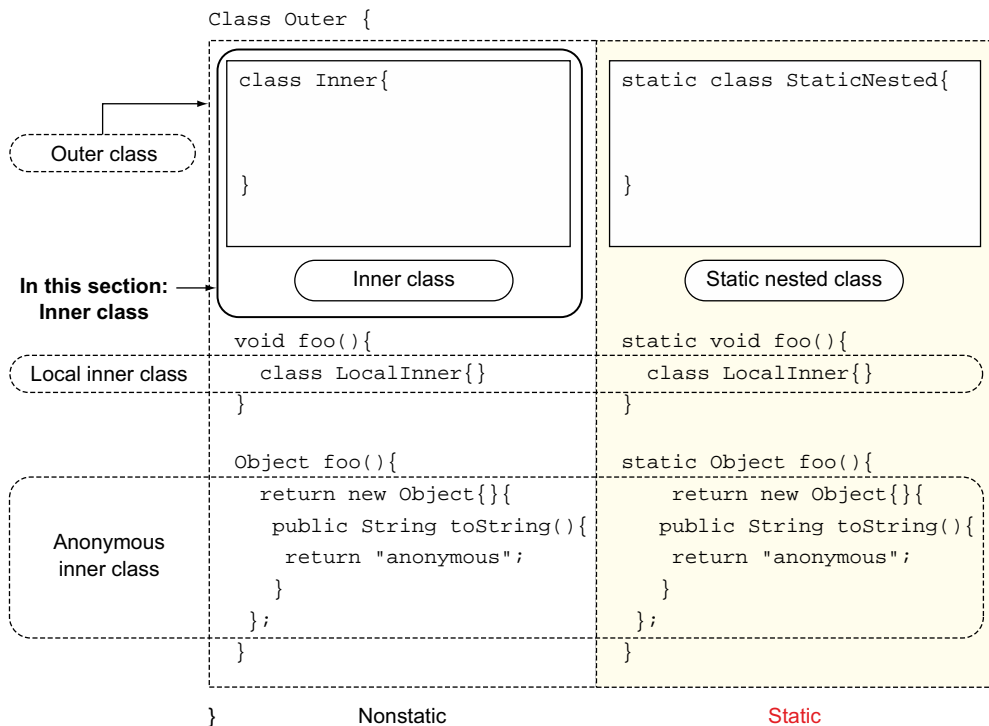 Class Outer {
class Inner{
}
Inner class
static class StaticNested{
}
Static nested class
Outer class
In this section:
Inner class
void foo(){
class LocalInner{}
}
static void foo(){
class LocalInner{}
}
Local inner class
Object foo(){
return new Object{}{
public String toString(){
return "anonymous";
}
};
}
static Object foo(){
return new Object{}{
public String toString(){
return "anonymous";
}
};
}
Anonymous
inner class
}
Nonstatic
Static